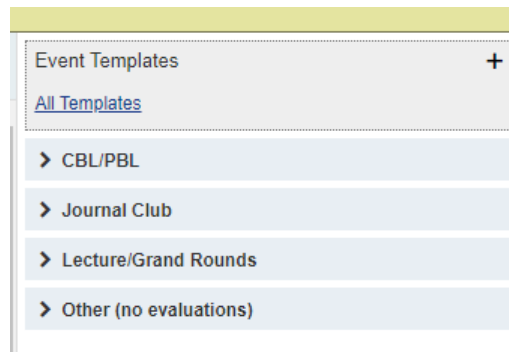 Event Templates +
All Templates
CBL/PBL
Journal Club
Lecture/Grand Rounds
Other (no evaluations)